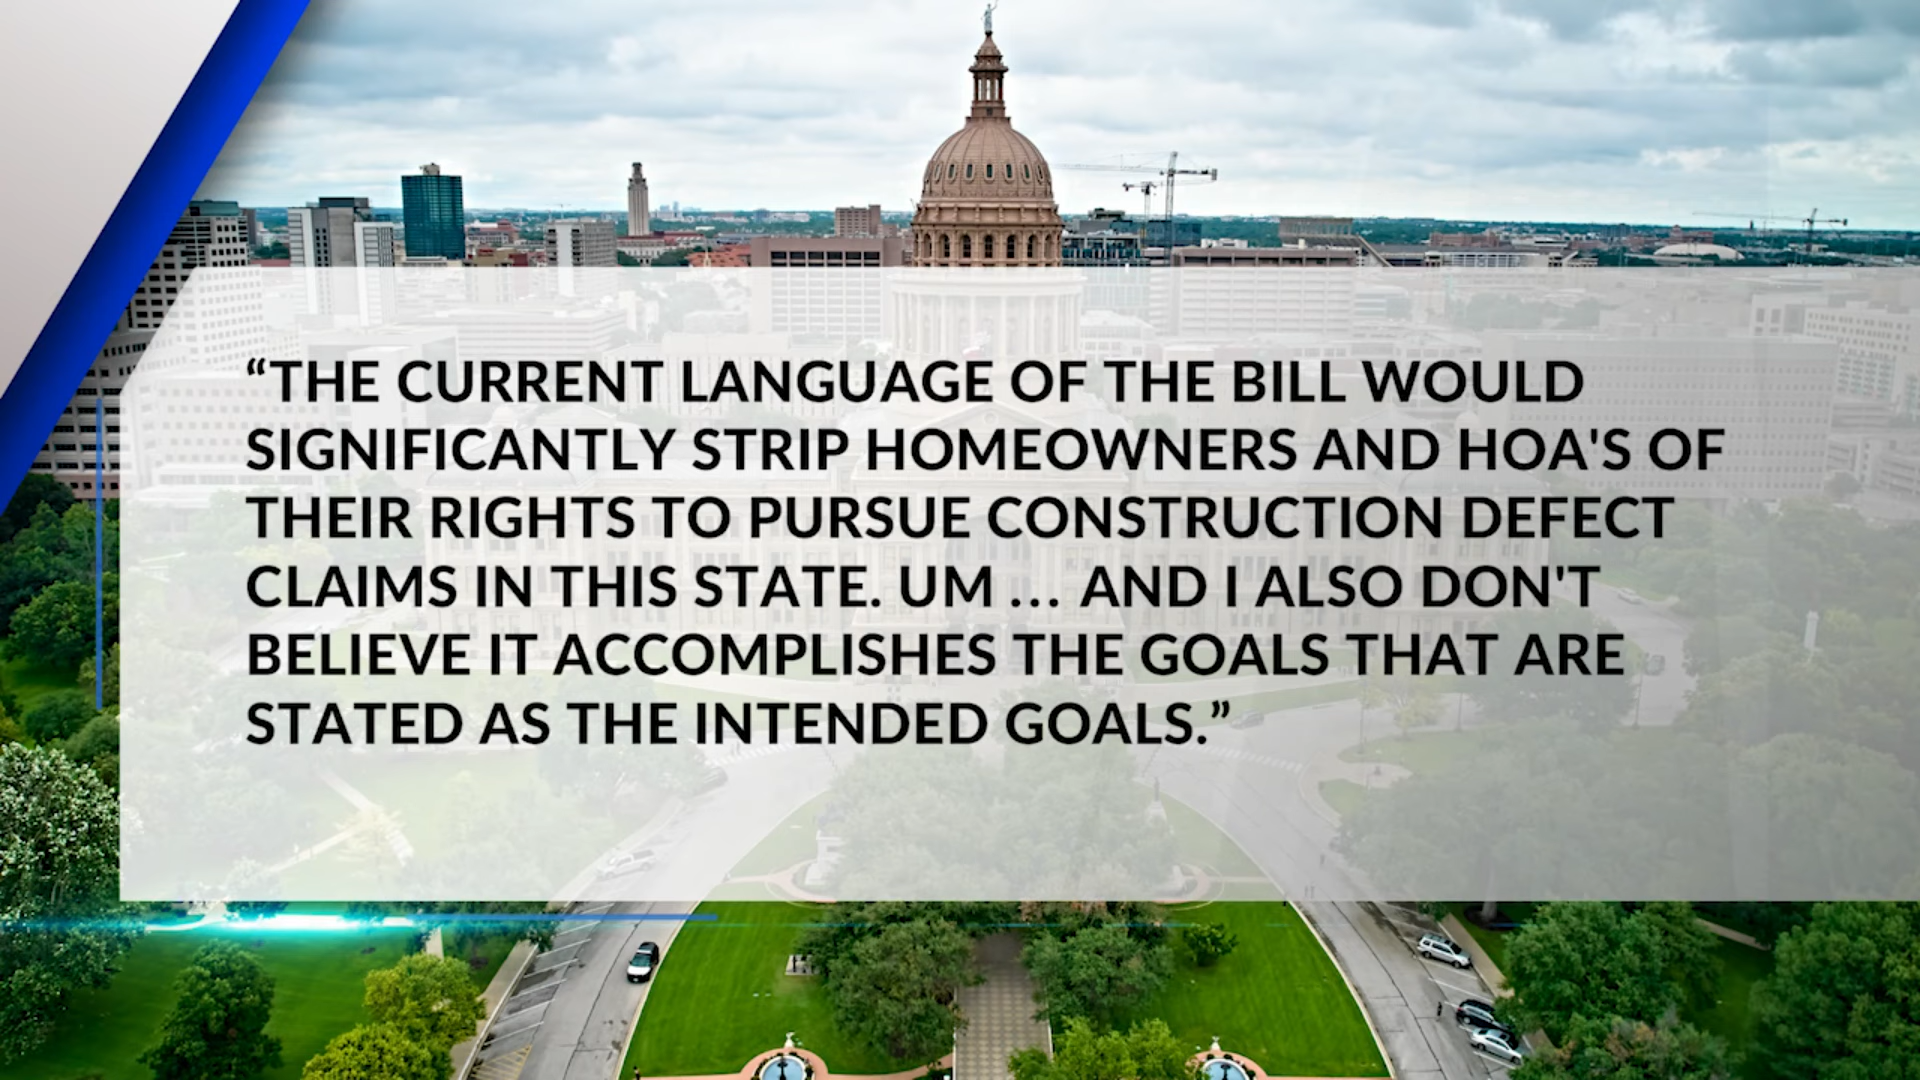 “THE CURRENT LANGUAGE OF THE BILL WOULD
SIGNIFICANTLY STRIP HOMEOWNERS AND HOA'S OF
THEIR RIGHTS TO PURSUE CONSTRUCTION DEFECT
CLAIMS IN THIS STATE. UM ... AND I ALSO DON'T
BELIEVE IT ACCOMPLISHES THE GOALS THAT ARE
STATED AS THE INTENDED GOALS.”